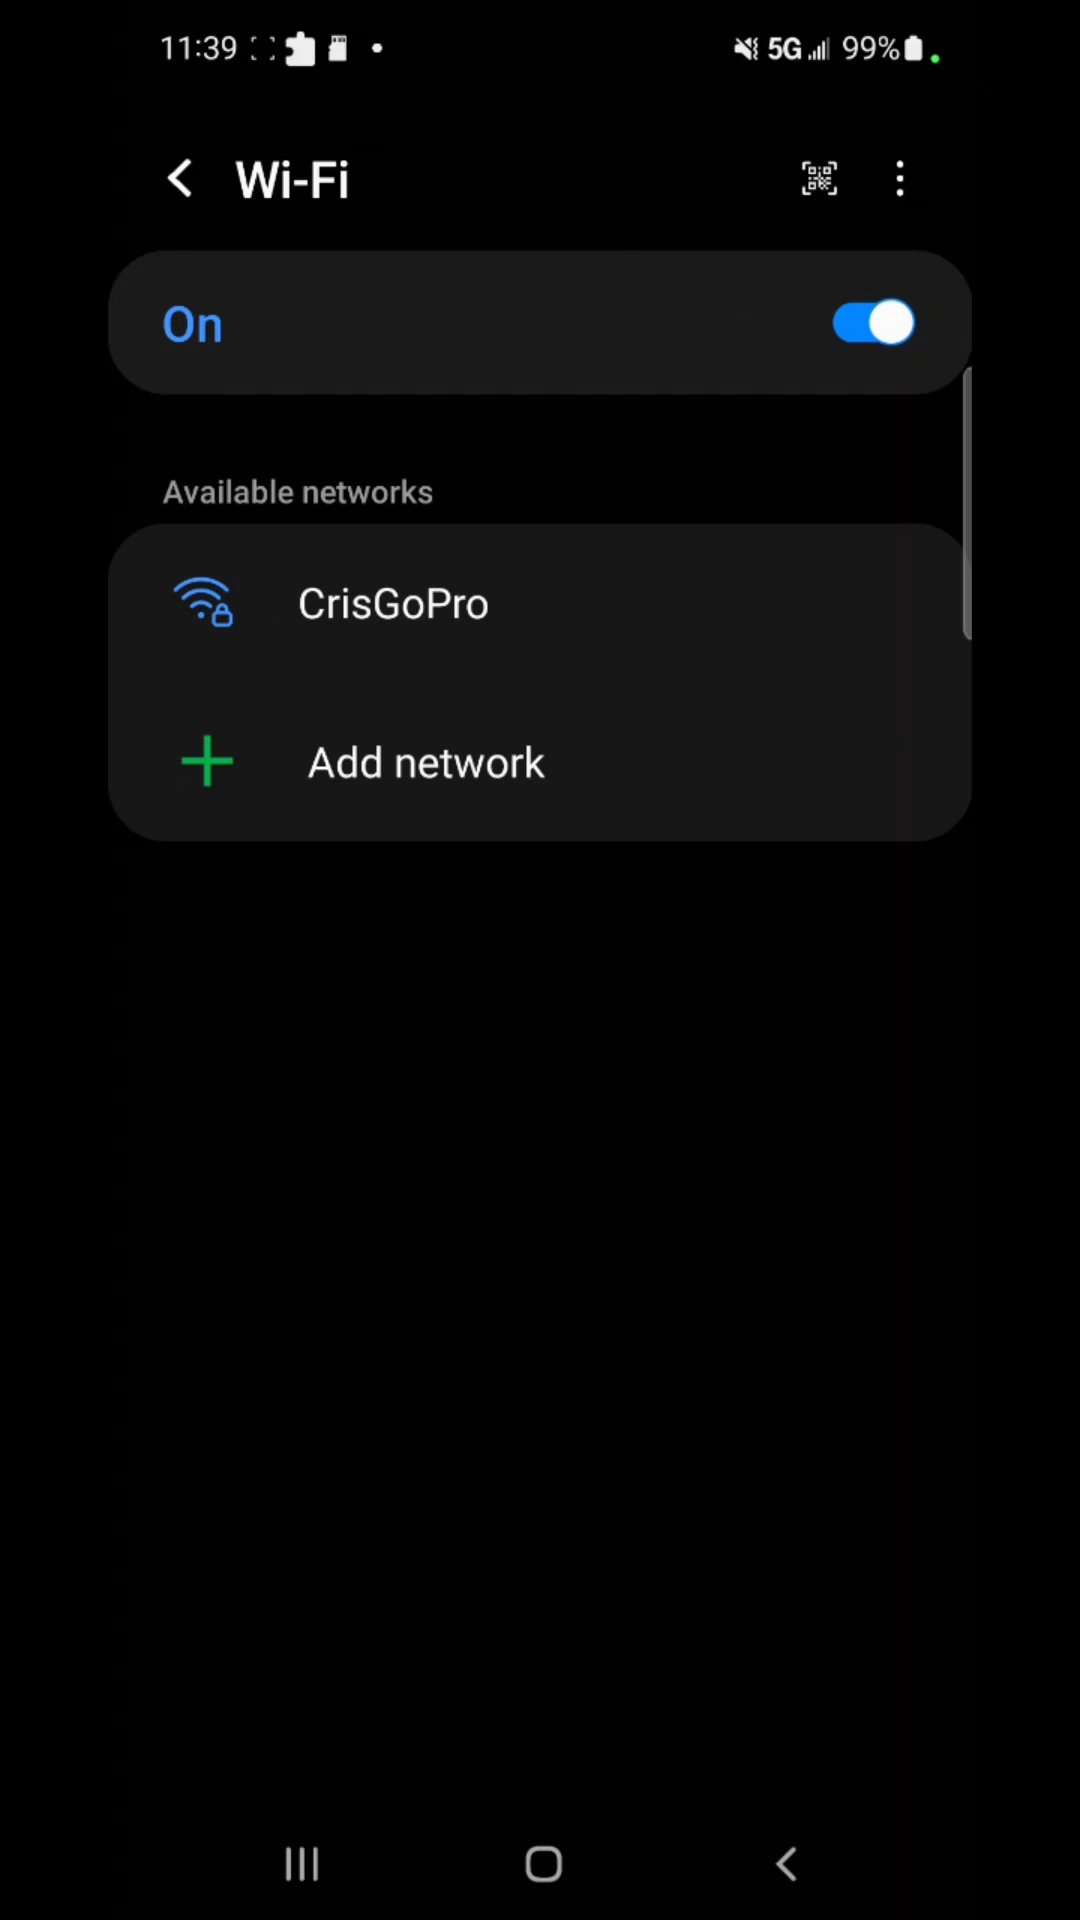 11:39 5G 99%
Wi-Fi
On
Available networks
CrisGoPro
Add network